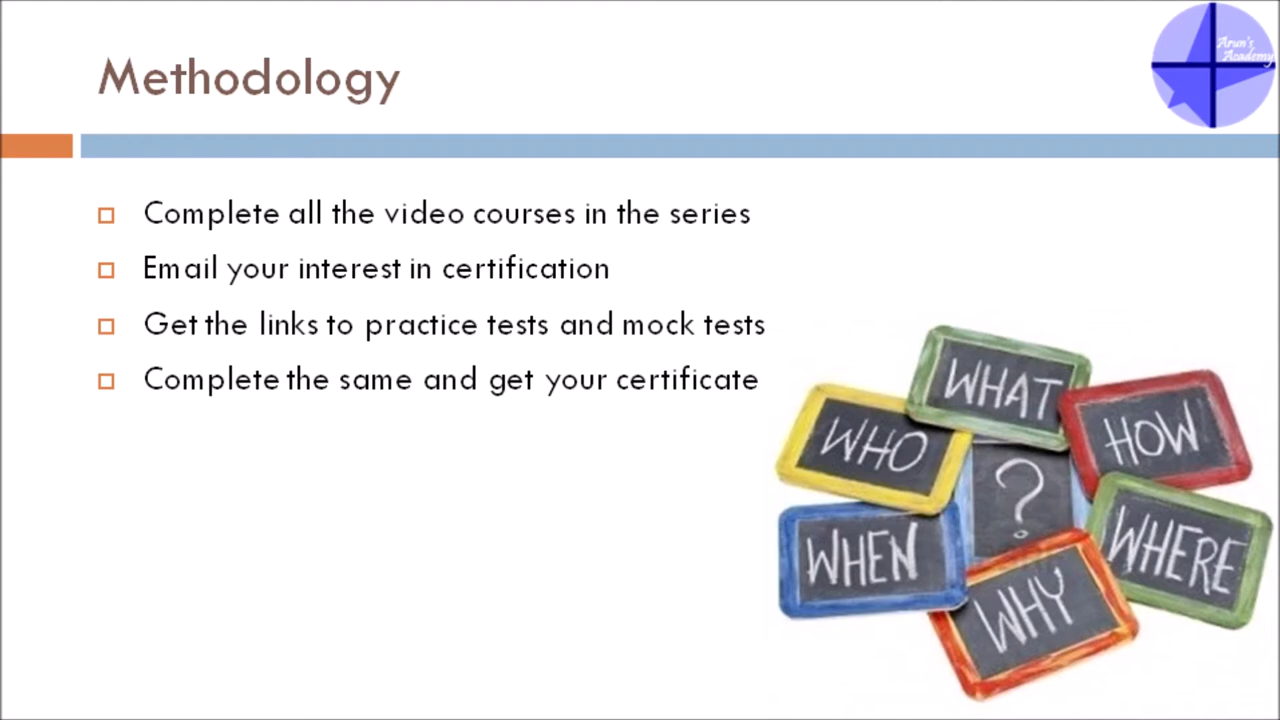 Methodology
Arun's
Academy
Complete all the video courses in the series
Email your interest in certification
Get the links to practice tests and mock tests
Complete the same and get your certificate
WHAT
WHO
HOW
?
WHEN
WHERE
WHY